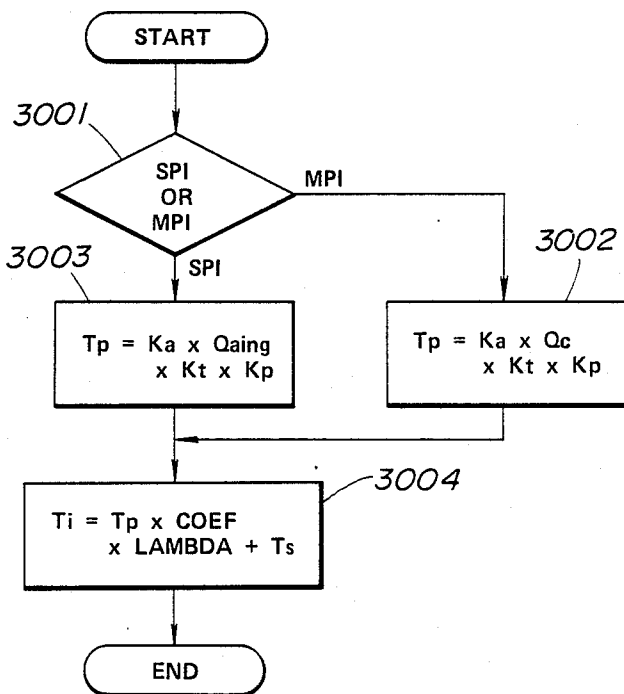 START
3001
SPI
OR
MPI
MPI
SPI
3003
Tp = Ka x Qaing
x Kt x Kp
3002
Tp = Ka x Qc
x Kt x Kp
3004
Ti = Tp x COEF
x LAMBDA + Ts
END